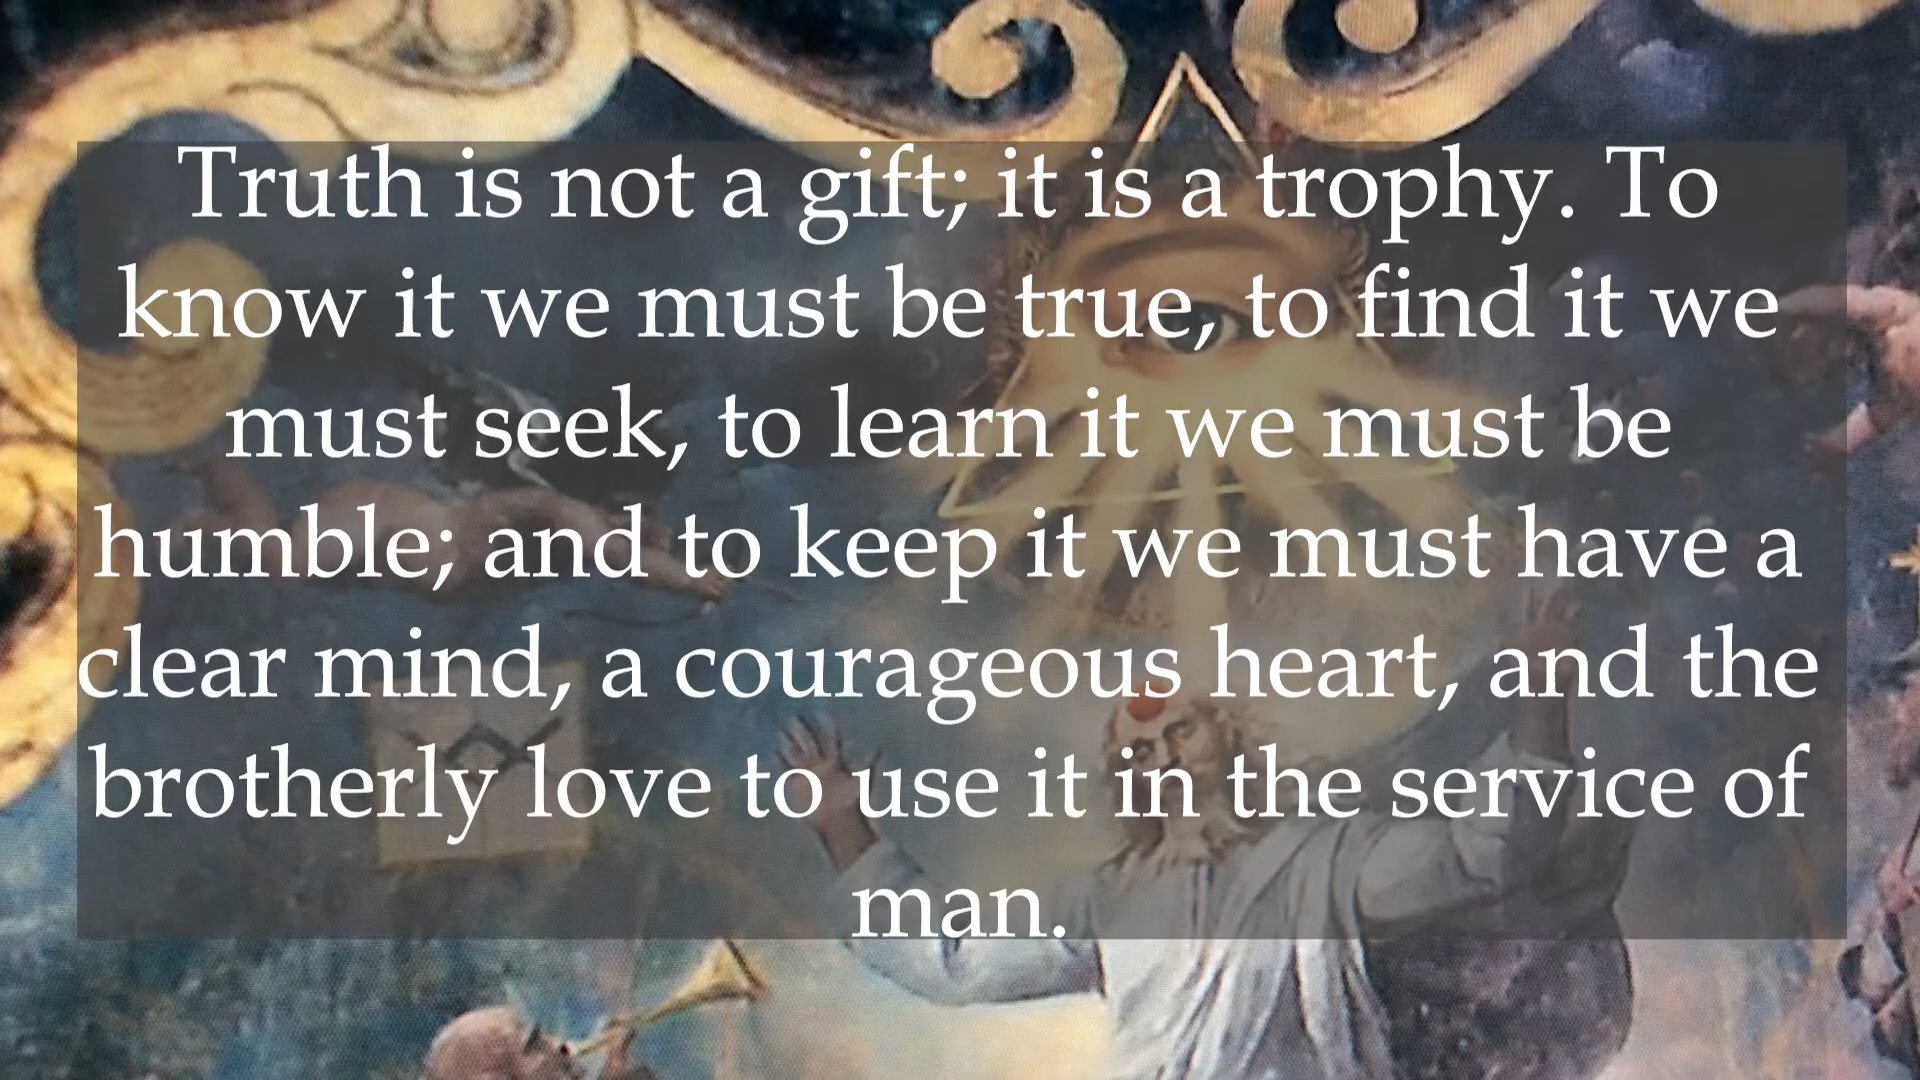 Truth is not a gift; it is a trophy. To
know it we must be true, to find it we
must seek, to learn it we must be
humble; and to keep it we must have a
clear mind, a courageous heart, and the
brotherly love to use it in the service of
man.